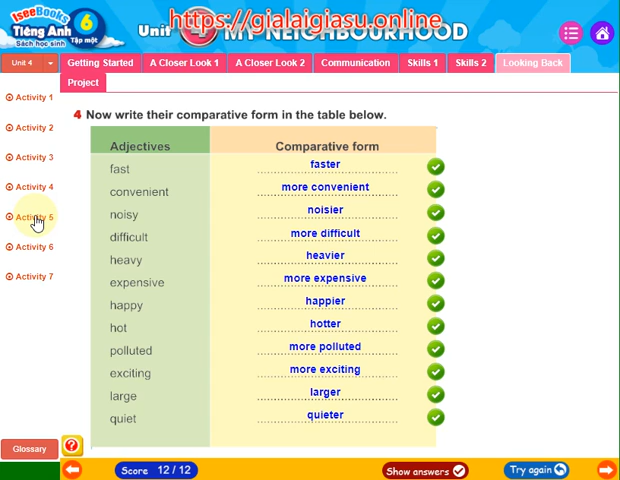 IseeBooks
Tiếng Anh 6
Sách học sinh Tập một
Unit 4 MY NEIGHBOURHOOD
https://gialaigiasu.online
Unit 4
Getting Started A Closer Look 1 A Closer Look 2 Communication Skills 1 Skills 2 Looking Back
Project
Activity 1
Activity 2
Activity 3
Activity 4
Activity 5
Activity 6
Activity 7
4 Now write their comparative form in the table below.
Adjectives Comparative form
fast faster
convenient more convenient
noisy noisier
difficult more difficult
heavy heavier
expensive more expensive
happy happier
hot hotter
polluted more polluted
exciting more exciting
large larger
quiet quieter
Glossary ?
Score 12 / 12 Show answers Try again